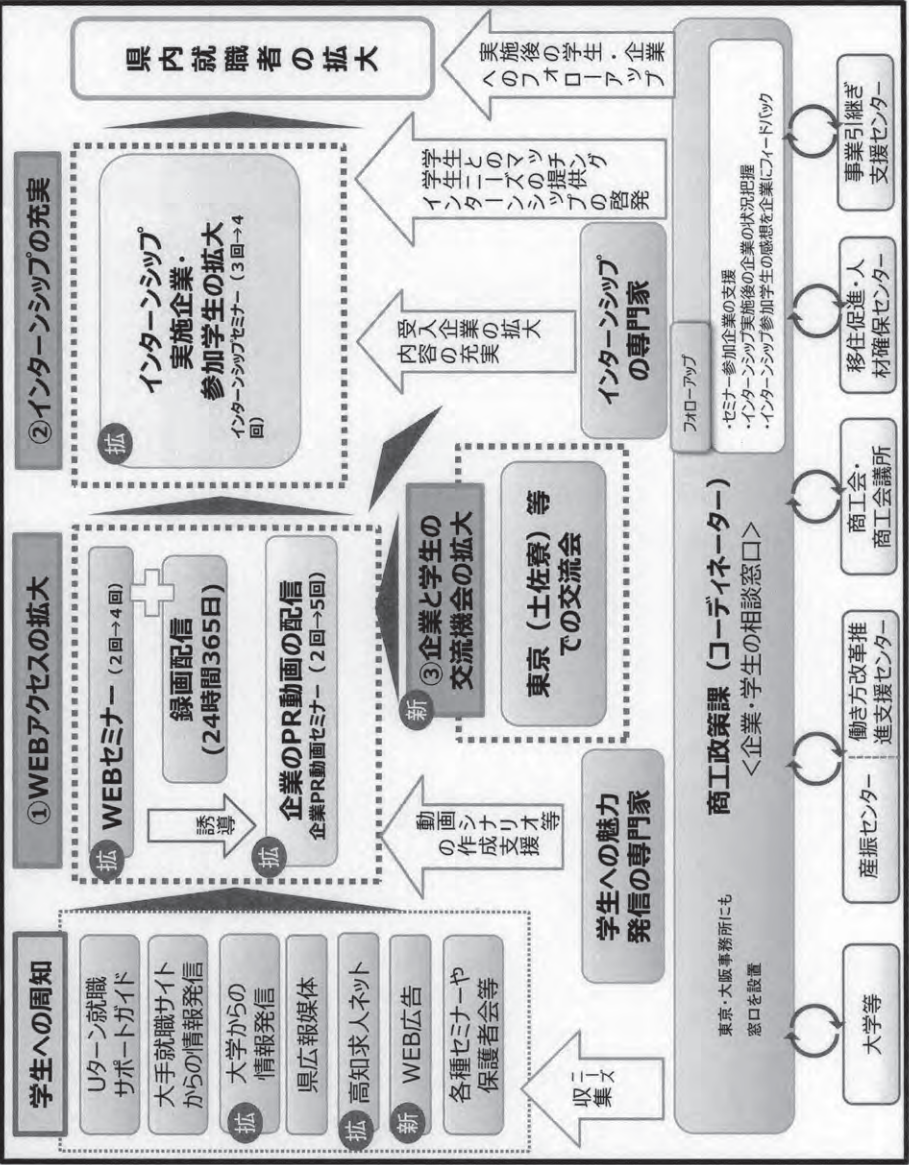 学生への周知
Uターン就職
サポートガイド
大手就職サイト
からの情報発信
拡
大学からの
情報発信
県広報媒体
拡
高知求人ネット
新
WEB広告
各種セミナーや
保護者会等
ニーズ
収集
①WEBアクセスの拡大
拡
WEBセミナー(2回→4回)
録画配信
(24時間365日)
誘導
拡
企業のPR動画の配信
企業PR動画セミナー(2回→5回)
動画シナリオ等
の作成支援
学生への魅力
発信の専門家
新
③企業と学生の
交流機会の拡大
東京(土佐寮)等
での交流会
②インターンシップの充実
拡
インターンシップ
実施企業・
参加学生の拡大
インターンシップセミナー(3回→4
回)
受入企業の拡大
内容の充実
インターンシップ
の専門家
学生とのマッチング
学生ニーズの提供
インターンシップの啓発
県内就職者の拡大
実施後の学生・企業
へのフォローアップ
東京・大阪事務所にも
窓口を設置
商工政策課(コーディネーター)
<企業・学生の相談窓口>
フォローアップ
・セミナー参加企業の支援
・インターンシップ実施後の企業の状況把握
・インターンシップ参加学生の感想を企業にフィードバック
大学等
産振センター
働き方改革推
進支援センター
商工会・
商工会議所
移住促進・人
材確保センター
事業引継ぎ
支援センター